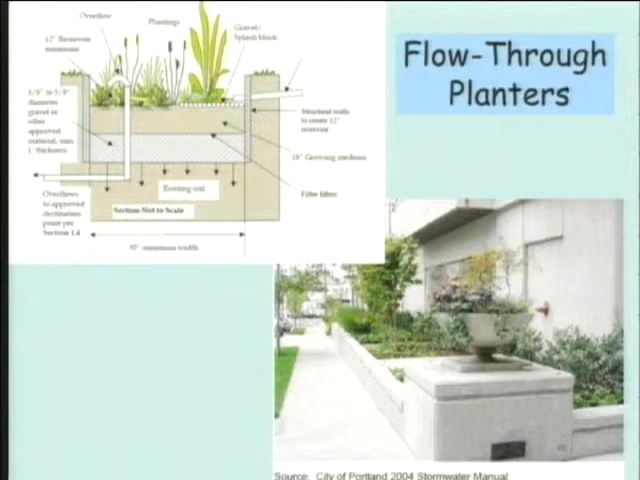 Flow-Through
Planters
Overflow
Plantings
Gravel/
Splash block
12" Reservoir
minimum
3/8" to 5/8"
diameter
gravel or
other
approved
material, min
1' thickness
Structural walls
to create 12"
reservoir
18" Growing medium
Existing soil
Filter fabric
Overflows
to approved
destination
point per
Section 1.4
Section Not to Scale
30" minimum width
Source: City of Portland 2004 Stormwater Manual